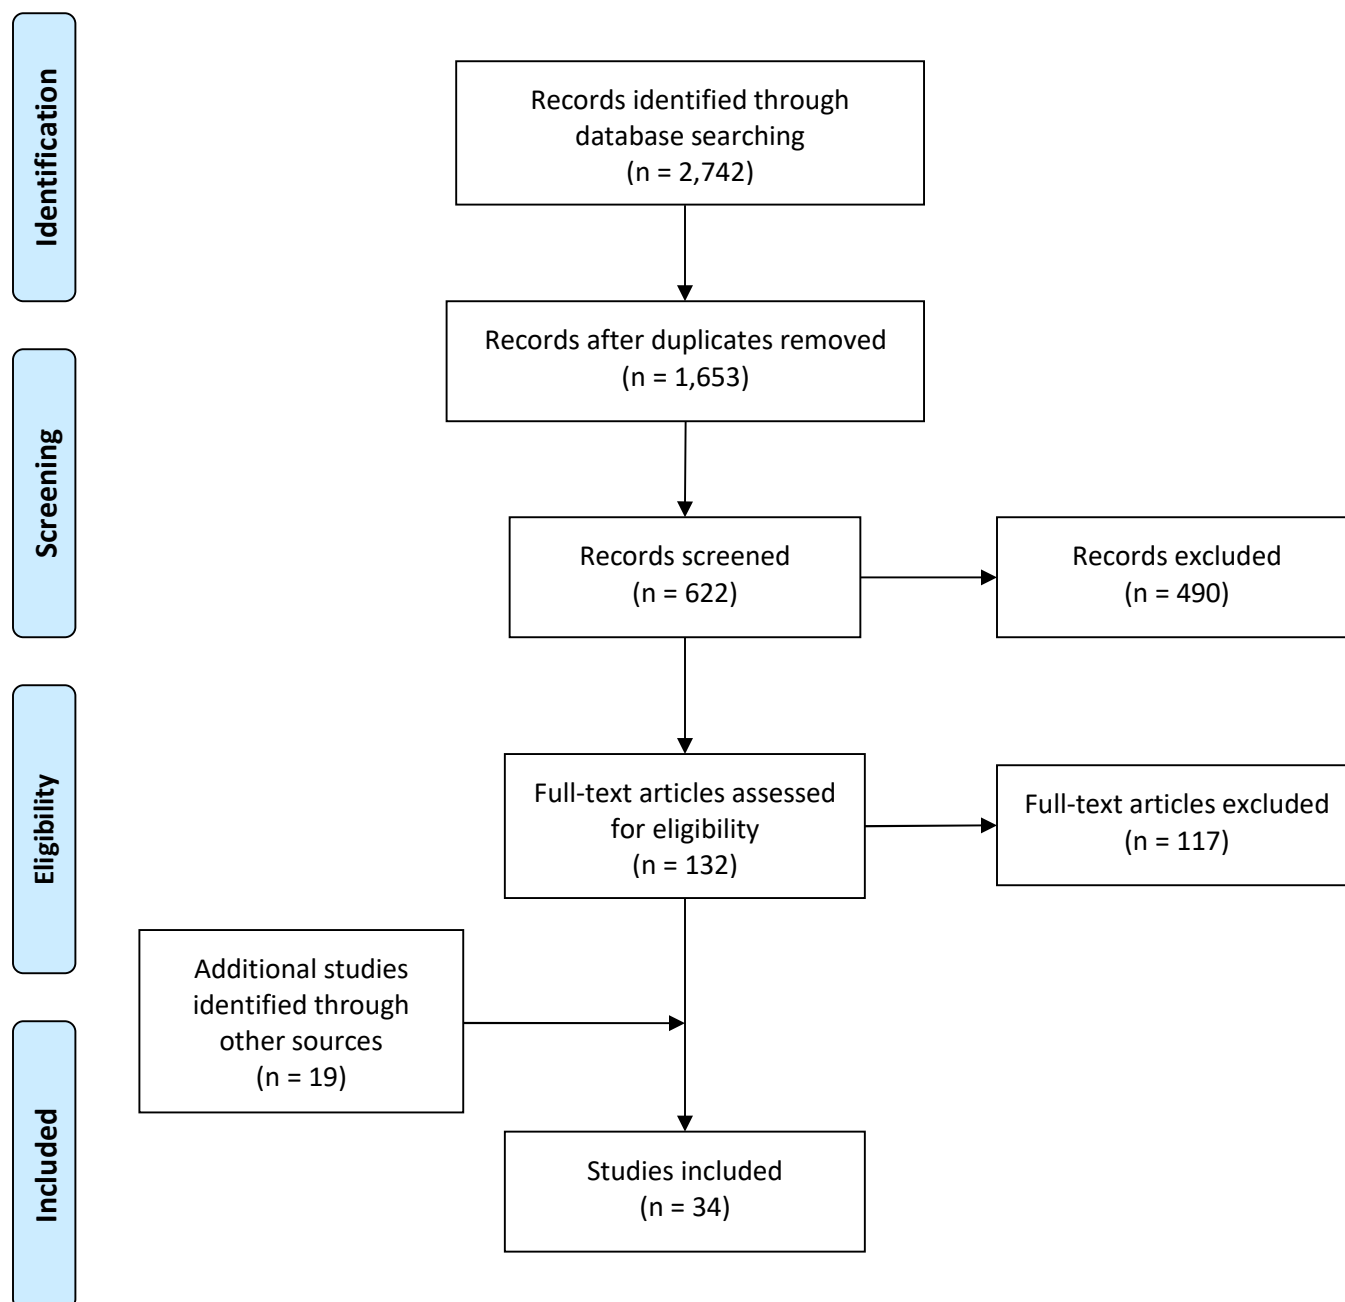 Identification
Records identified through
database searching
(n = 2,742)
Records after duplicates removed
(n = 1,653)
Screening
Records screened
(n = 622)
Records excluded
(n = 490)
Eligibility
Full-text articles assessed
for eligibility
(n = 132)
Full-text articles excluded
(n = 117)
Additional studies
identified through
other sources
(n = 19)
Included
Studies included
(n = 34)